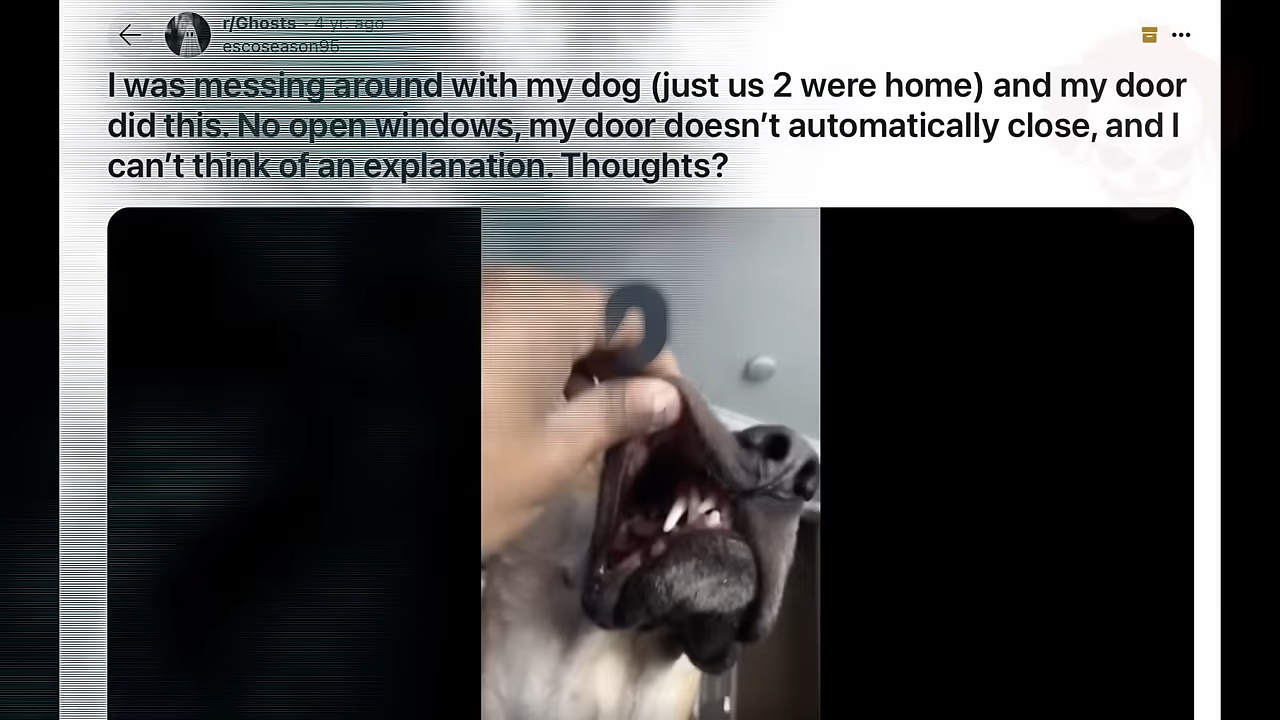 r/Ghosts · 4 yr. ago
escoseason95
I was messing around with my dog (just us 2 were home) and my door
did this. No open windows, my door doesn’t automatically close, and I
can’t think of an explanation. Thoughts?